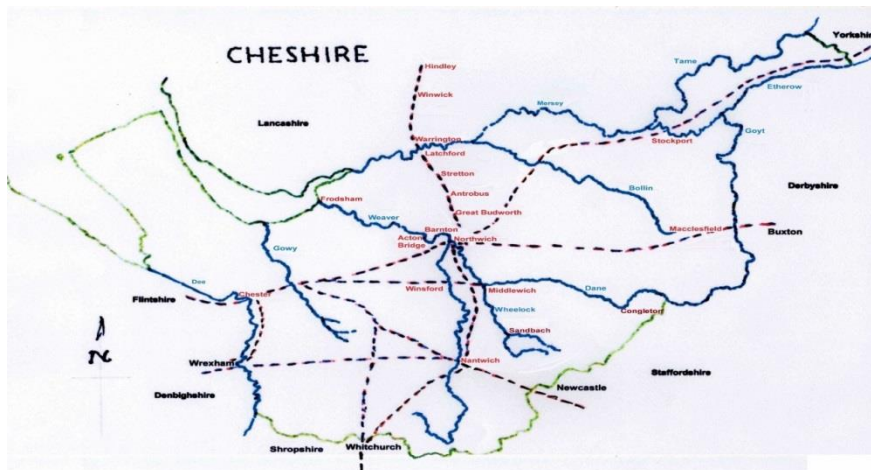 CHESHIRE
Yorkshir
Tame
Hindley
Etherow
Winwick
Mersey
Lancashire
Goyt
Warrington
Stockport
Latchford
Stretton
Derbyshire
Bollin
Antrobus
Frodsham
Great Budworth
Weaver
Barnton
Macclesfield
Buxton
Acton
Bridge
Northwich
Gowy
Dee
Chester
Winsford
Middlewich
Dane
Flintshire
Wheelock
Congleton
Sandbach
N
Wrexham
Nantwich
Staffordshire
Newcastle
Denbighshire
Shropshire
Whitchurch